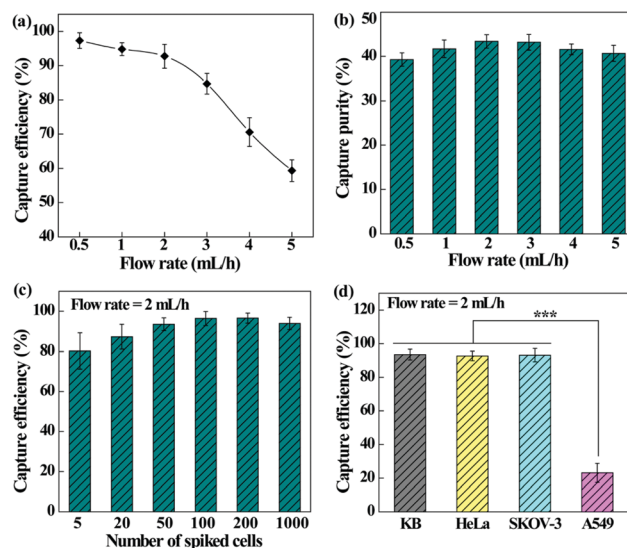 (a)
Capture efficiency (%)
100
90
80
70
60
50
40
0.5 1 2 3 4 5
Flow rate (mL/h)
(b)
Capture purity (%)
50
40
30
20
10
0
0.5 1 2 3 4 5
Flow rate (mL/h)
(c)
Flow rate = 2 mL/h
Capture efficiency (%)
100
80
60
40
20
0
5 20 50 100 200 1000
Number of spiked cells
(d)
Flow rate = 2 mL/h
***
Capture efficiency (%)
120
100
80
60
40
20
0
KB HeLa SKOV-3 A549